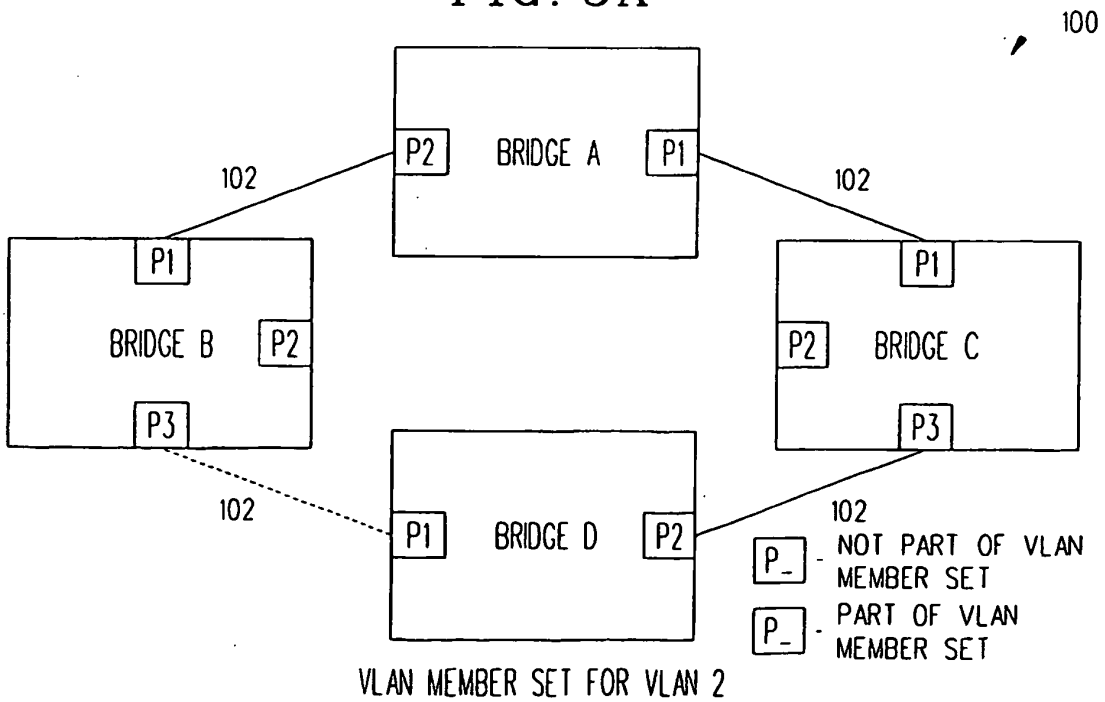 FIG. 3A
100
P2 BRIDGE A P1
102 102
P1 P1
BRIDGE B P2 P2 BRIDGE C
P3 P3
102 102
P1 BRIDGE D P2
P_ - NOT PART OF VLAN
MEMBER SET
P_ - PART OF VLAN
MEMBER SET
VLAN MEMBER SET FOR VLAN 2